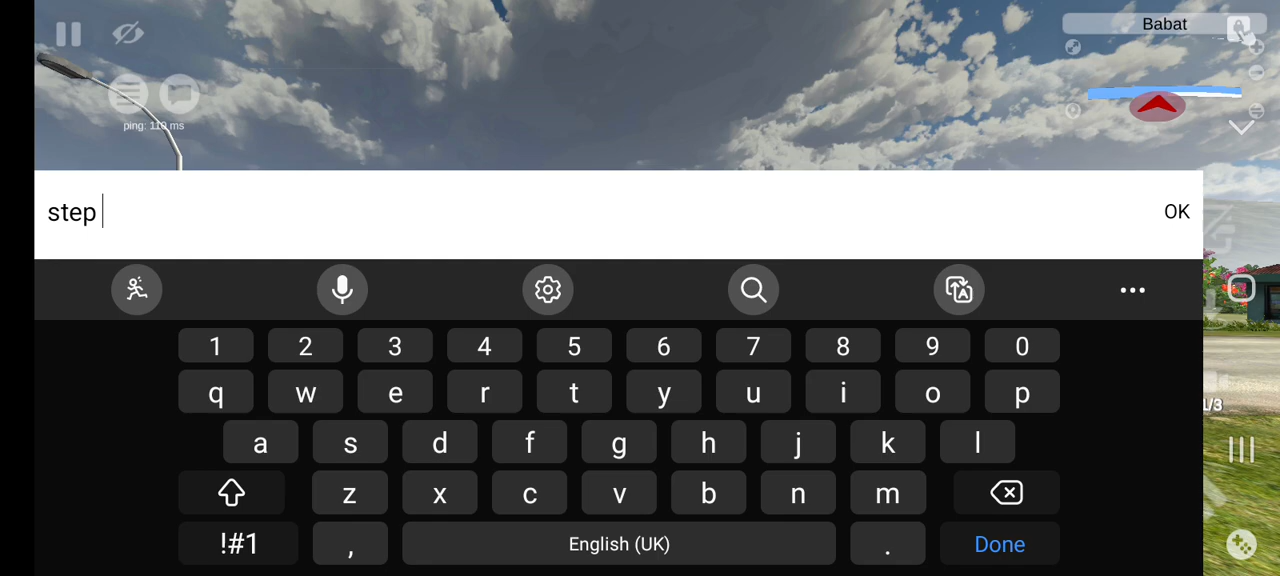 Babat
ping: 110 ms
step
OK
1 2 3 4 5 6 7 8 9 0
q w e r t y u i o p
a s d f g h j k l
1/3
z x c v b n m
!#1 , English (UK) . Done